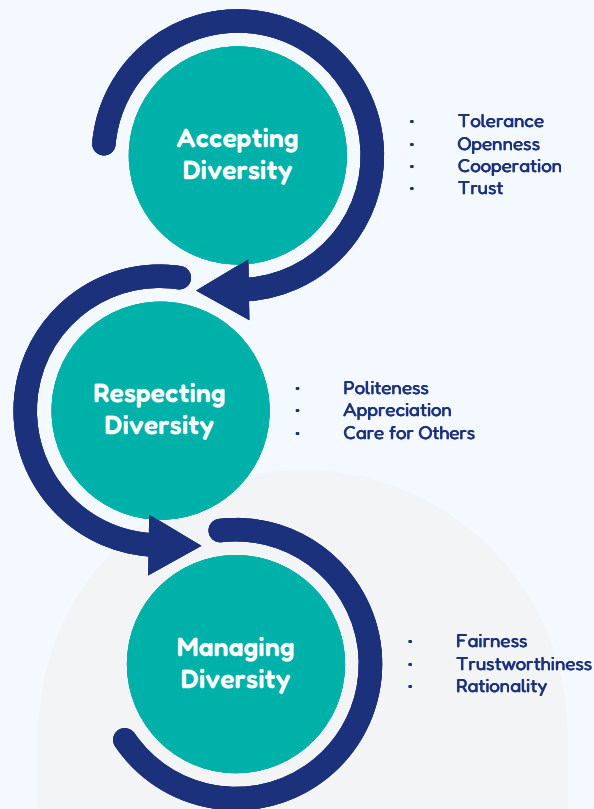 Accepting
Diversity
· Tolerance
· Openness
· Cooperation
· Trust
Respecting
Diversity
· Politeness
· Appreciation
· Care for Others
Managing
Diversity
· Fairness
· Trustworthiness
· Rationality